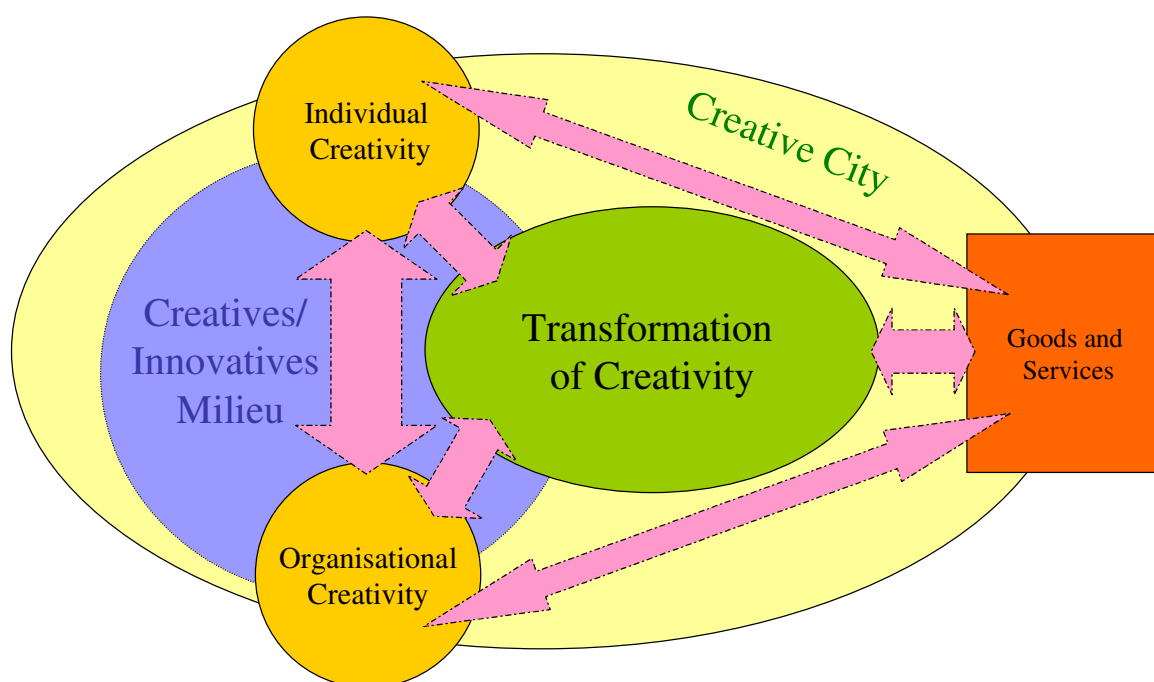 Individual
Creativity
Creative City
Creatives/
Innovatives
Milieu
Transformation
of Creativity
Goods and
Services
Organisational
Creativity